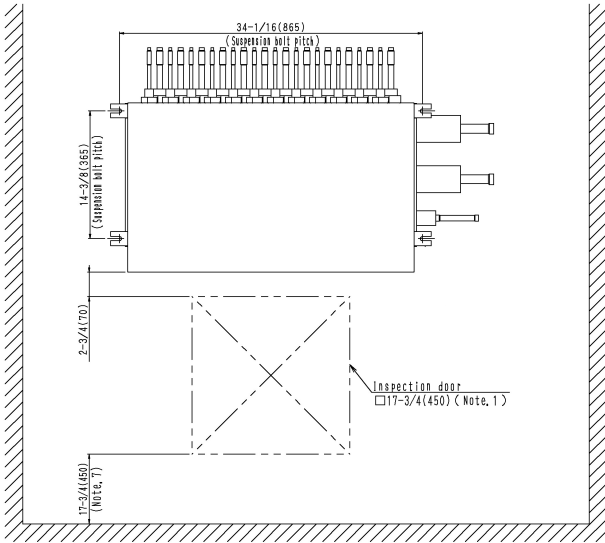 34-1/16(865)
(Suspension bolt pitch)
14-3/8(365)
(Suspension bolt pitch)
2-3/4(70)
Inspection door
□17-3/4(450) (Note.1)
17-3/4(450)
(Note.7)